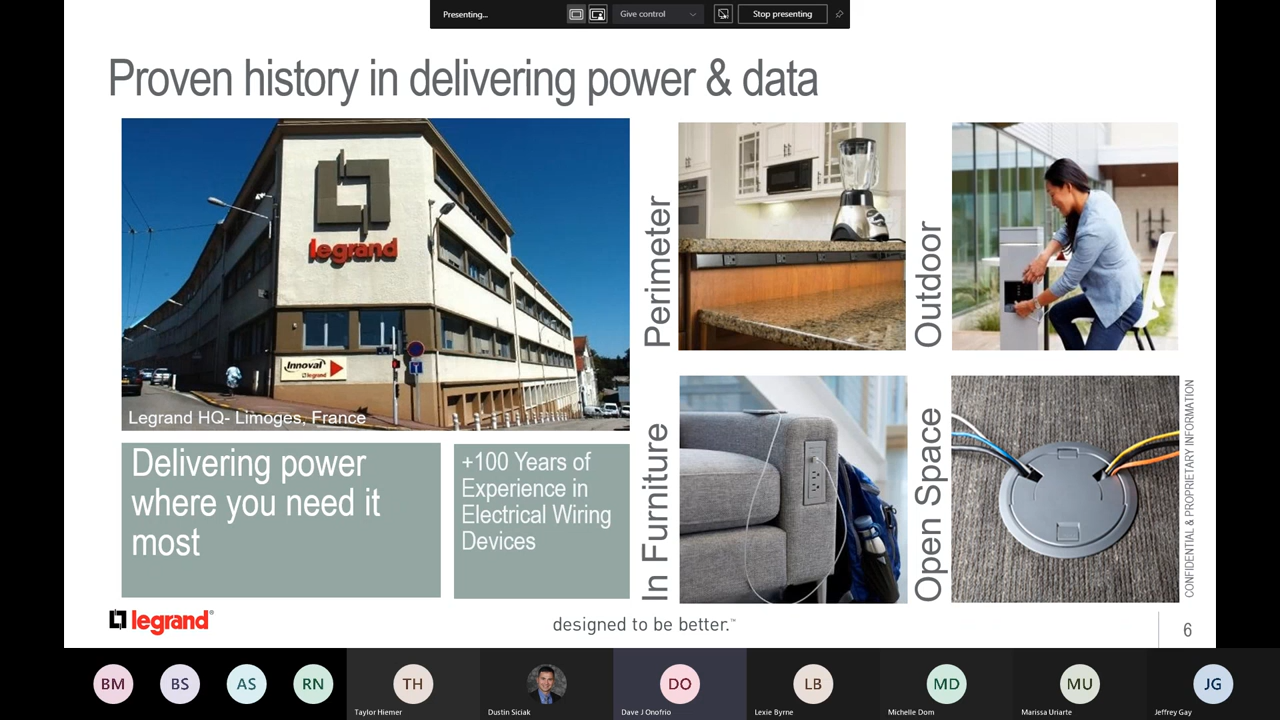 Presenting...
Give control
Stop presenting
Proven history in delivering power & data
legrand
Innoval
legrand
Legrand HQ- Limoges, France
Delivering power
where you need it
most
+100 Years of
Experience in
Electrical Wiring
Devices
Perimeter
Outdoor
In Furniture
Open Space
CONFIDENTIAL & PROPRIETARY INFORMATION
legrand®
designed to be better.™
6
BM
BS
AS
RN
TH
Taylor Hiemer
Dustin Siciak
DO
Dave J Onofrio
LB
Lexie Byrne
MD
Michelle Dom
MU
Marissa Uriarte
JG
Jeffrey Gay